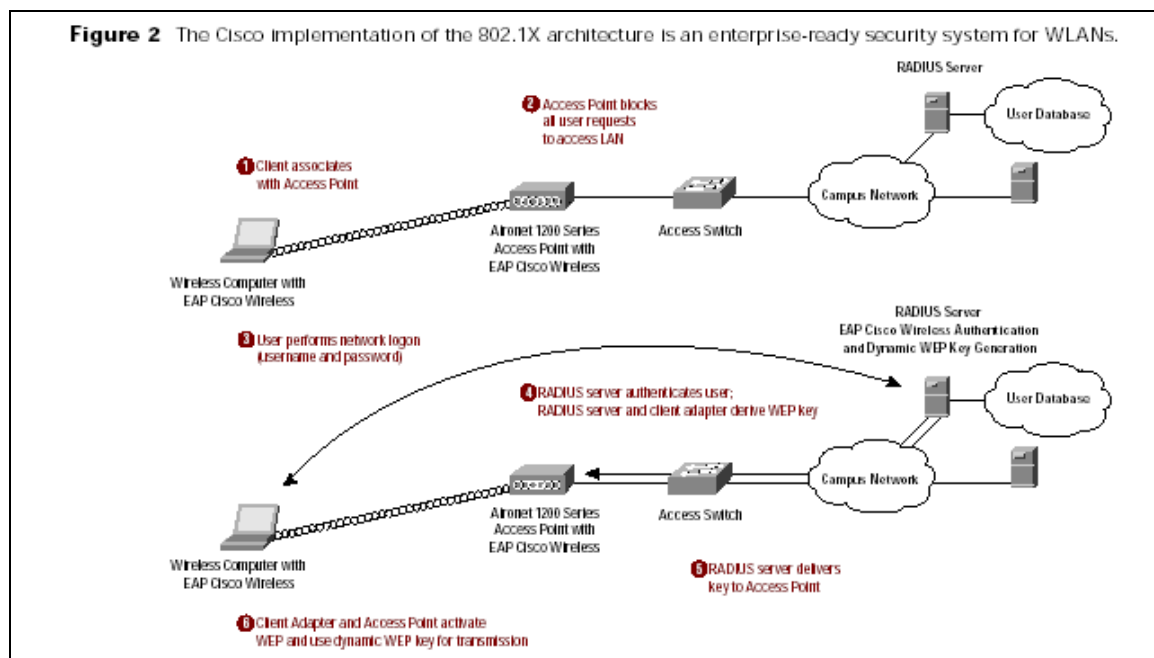 Figure 2 The Cisco implementation of the 802.1X architecture is an enterprise-ready security system for WLANs.
RADIUS Server
User Database
2 Access Point blocks
all user requests
to access LAN
1 Client associates
with Access Point
Campus Network
Aironet 1200 Series
Access Point with
EAP Cisco Wireless
Access Switch
Wireless Computer with
EAP Cisco Wireless
RADIUS Server
EAP Cisco Wireless Authentication
and Dynamic WEP Key Generation
3 User performs network logon
(username and password)
4 RADIUS server authenticates user;
RADIUS server and client adapter derive WEP key
User Database
Campus Network
Aironet 1200 Series
Access Point with
EAP Cisco Wireless
Access Switch
Wireless Computer with
EAP Cisco Wireless
5 RADIUS server delivers
key to Access Point
6 Client Adapter and Access Point activate
WEP and use dynamic WEP key for transmission